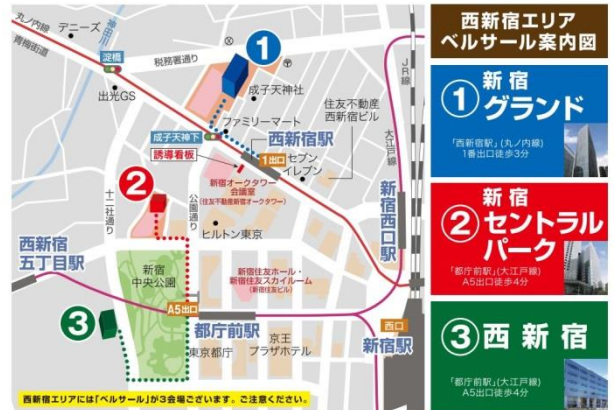 神田川
丸ノ内線
青梅街道
デニーズ
淀橋
税務署通り
出光GS
成子天神社
ファミリーマート
成子天神下
誘導看板
西新宿駅
1出口
セブン
イレブン
住友不動産
西新宿ビル
JR線
大江戸線
新宿西口駅
新宿オークタワー
会議室
(住友不動産新宿オークタワー)
十二社通り
公園通り
ヒルトン東京
西新宿
五丁目駅
新宿
中央公園
新宿住友ホール・
新宿住友スカイルーム
(新宿住友ビル)
A5出口
都庁前駅
東京都庁
京王
プラザホテル
西口
新宿駅
1
2
3
西新宿エリアには「ベルサール」が3会場ございます。ご注意ください。
西新宿エリア
ベルサール案内図
① 新宿
グランド
「西新宿駅」(丸ノ内線)
1番出口徒歩3分
② 新宿
セントラル
パーク
「都庁前駅」(大江戸線)
A5出口徒歩4分
③ 西新宿
「都庁前駅」(大江戸線)
A5出口徒歩4分